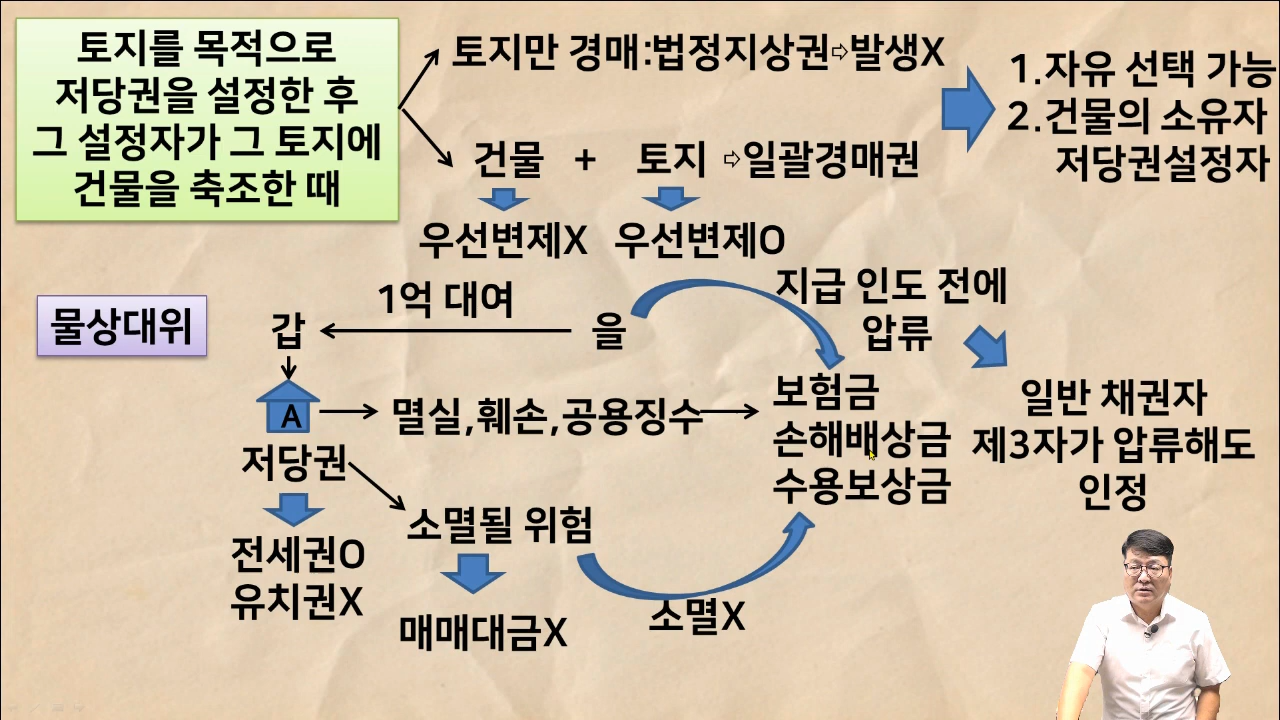 토지를 목적으로
저당권을 설정한 후
그 설정자가 그 토지에
건물을 축조한 때
토지만 경매:법정지상권⇨발생X
건물 + 토지 ⇨일괄경매권
우선변제X 우선변제O
1.자유 선택 가능
2.건물의 소유자
저당권설정자
물상대위
1억 대여
갑
을
지급 인도 전에
압류
A
멸실,훼손,공용징수
보험금
손해배상금
수용보상금
일반 채권자
제3자가 압류해도
인정
저당권
소멸될 위험
전세권O
유치권X
매매대금X
소멸X